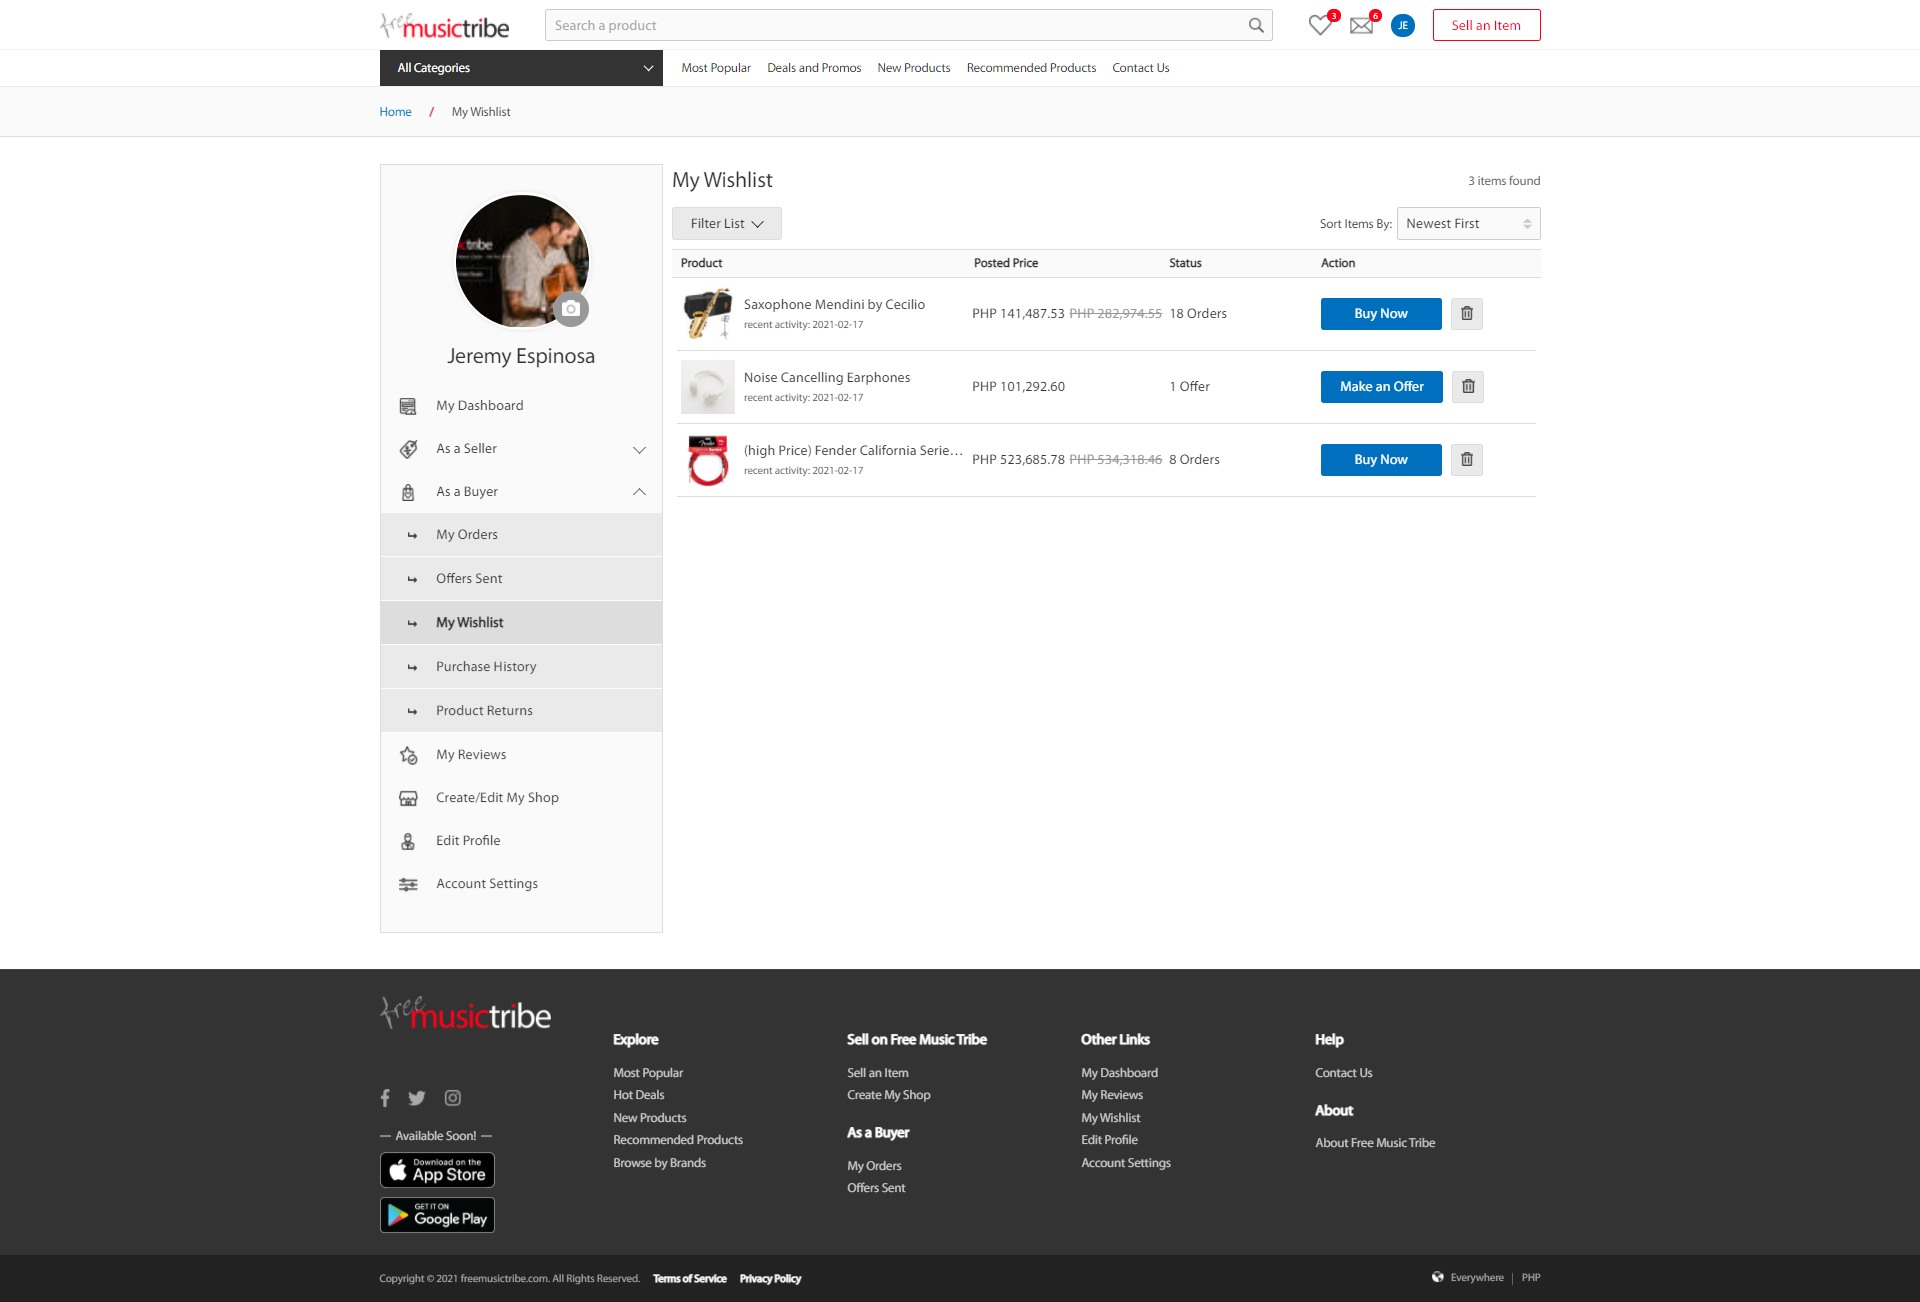 free musictribe
Search a product
3
6
JE
Sell an Item
All Categories
Most Popular
Deals and Promos
New Products
Recommended Products
Contact Us
Home / My Wishlist
My Wishlist
3 items found
Filter List
Sort Items By: Newest First
Product
Posted Price
Status
Action
Saxophone Mendini by Cecilio
recent activity: 2021-02-17
PHP 141,487.53 PHP 282,974.55
18 Orders
Buy Now
Noise Cancelling Earphones
recent activity: 2021-02-17
PHP 101,292.60
1 Offer
Make an Offer
(high Price) Fender California Serie...
recent activity: 2021-02-17
PHP 523,685.78 PHP 534,318.46
8 Orders
Buy Now
Jeremy Espinosa
My Dashboard
As a Seller
As a Buyer
My Orders
Offers Sent
My Wishlist
Purchase History
Product Returns
My Reviews
Create/Edit My Shop
Edit Profile
Account Settings
free musictribe
— Available Soon! —
Download on the
App Store
GET IT ON
Google Play
Explore
Most Popular
Hot Deals
New Products
Recommended Products
Browse by Brands
Sell on Free Music Tribe
Sell an Item
Create My Shop
As a Buyer
My Orders
Offers Sent
Other Links
My Dashboard
My Reviews
My Wishlist
Edit Profile
Account Settings
Help
Contact Us
About
About Free Music Tribe
Copyright © 2021 freemusictribe.com. All Rights Reserved.
Terms of Service
Privacy Policy
Everywhere | PHP